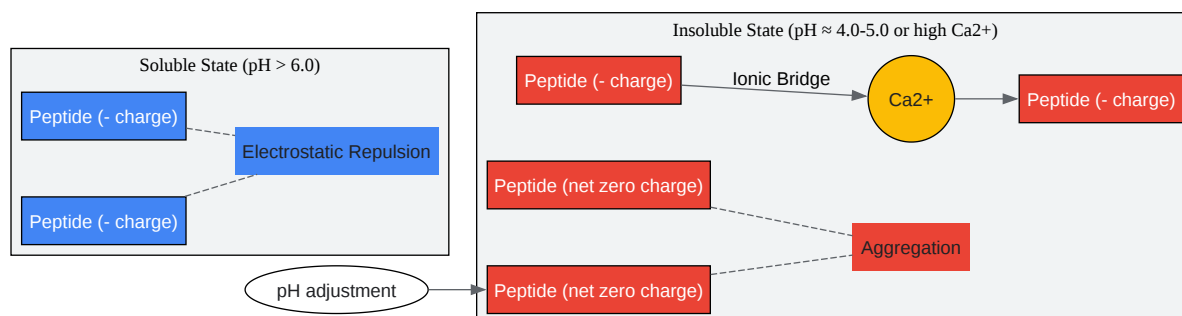 Soluble State (pH > 6.0)
Peptide (- charge)
Electrostatic Repulsion
Peptide (- charge)
Insoluble State (pH ≈ 4.0-5.0 or high Ca2+)
Peptide (- charge)
Ionic Bridge
Ca2+
Peptide (- charge)
Peptide (net zero charge)
Aggregation
Peptide (net zero charge)
pH adjustment